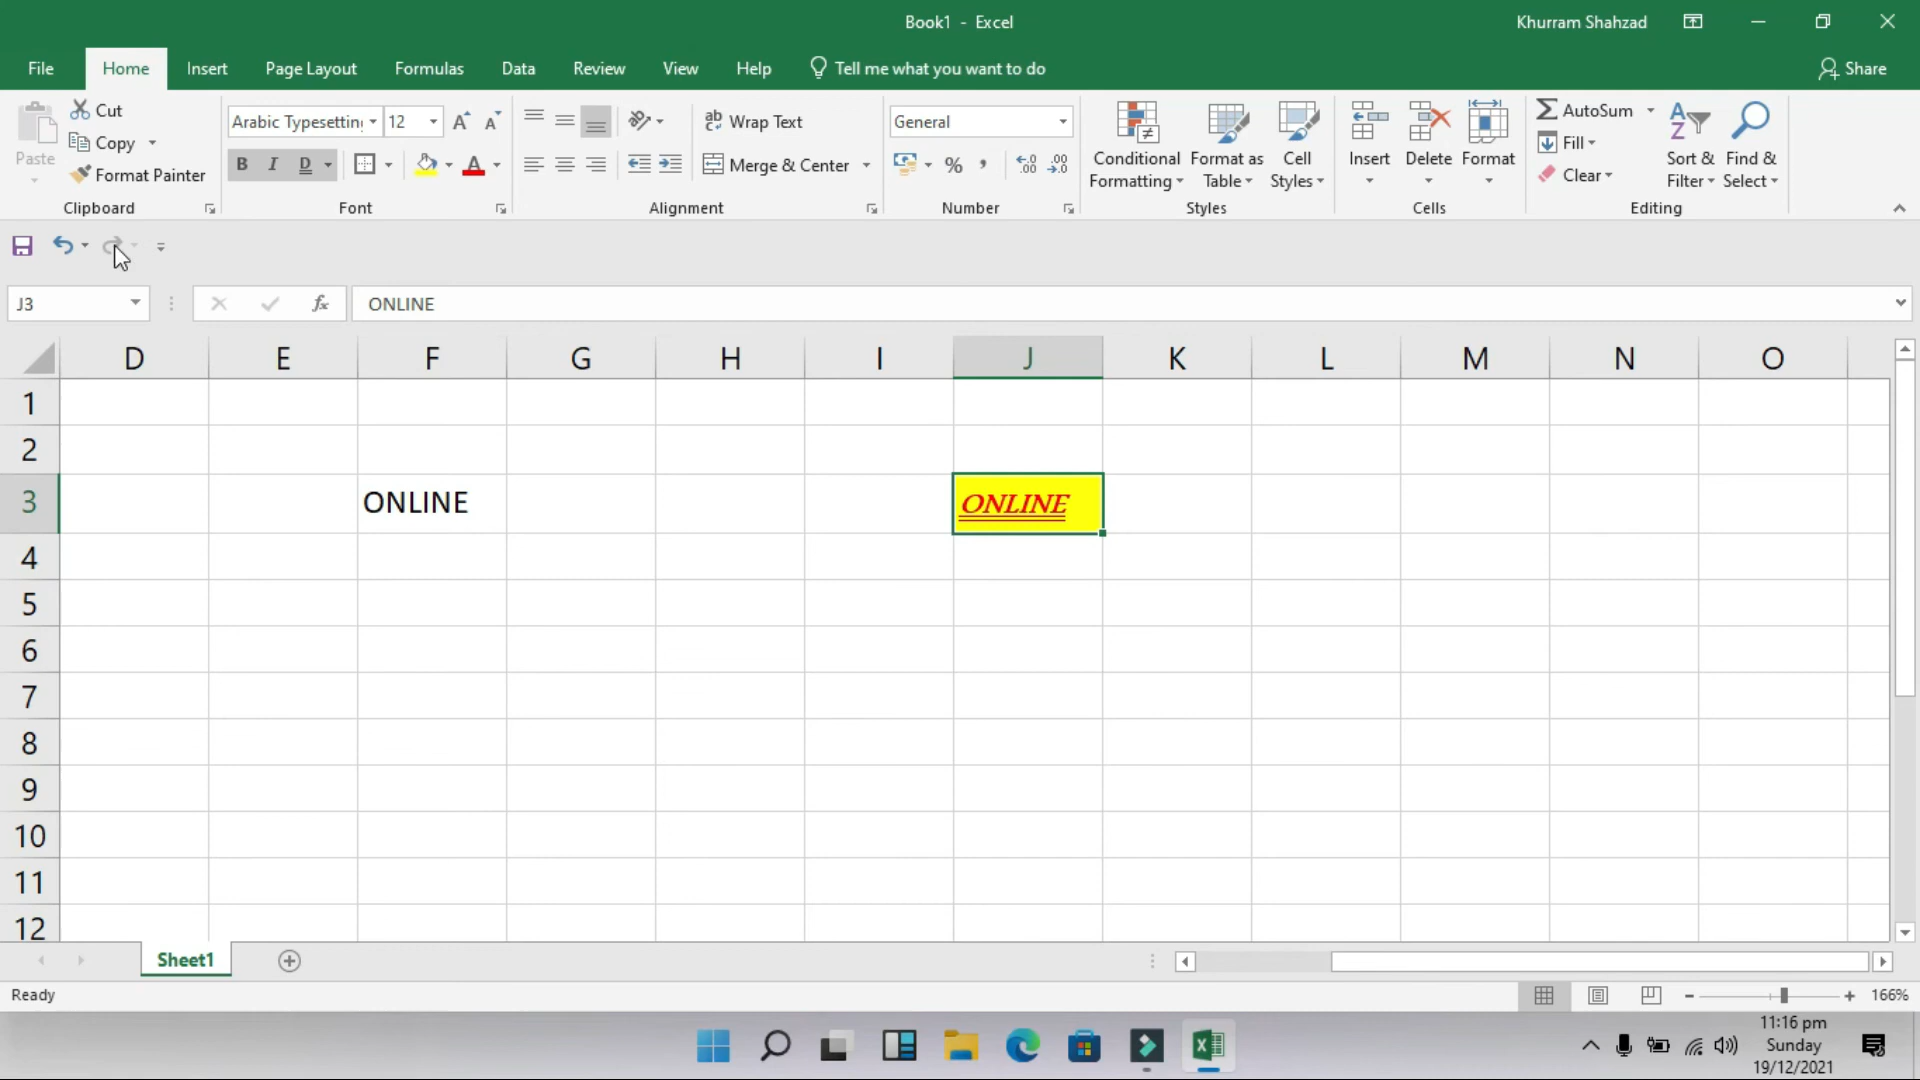 Book1 - Excel
Khurram Shahzad
File Home Insert Page Layout Formulas Data Review View Help Tell me what you want to do Share
Paste
Cut
Copy
Format Painter
Clipboard
Arabic Typesettin 12
B I D
Font
ab Wrap Text
Merge & Center
Alignment
General
% ,
Number
Conditional Formatting
Format as Table
Cell Styles
Styles
Insert Delete Format
Cells
AutoSum
Fill
Clear
Sort & Filter
Find & Select
Editing
J3 fx ONLINE
D E F G H I J K L M N O
1
2
3 ONLINE ONLINE
4
5
6
7
8
9
10
11
12
Sheet1
Ready
166%
11:16 pm
Sunday
19/12/2021